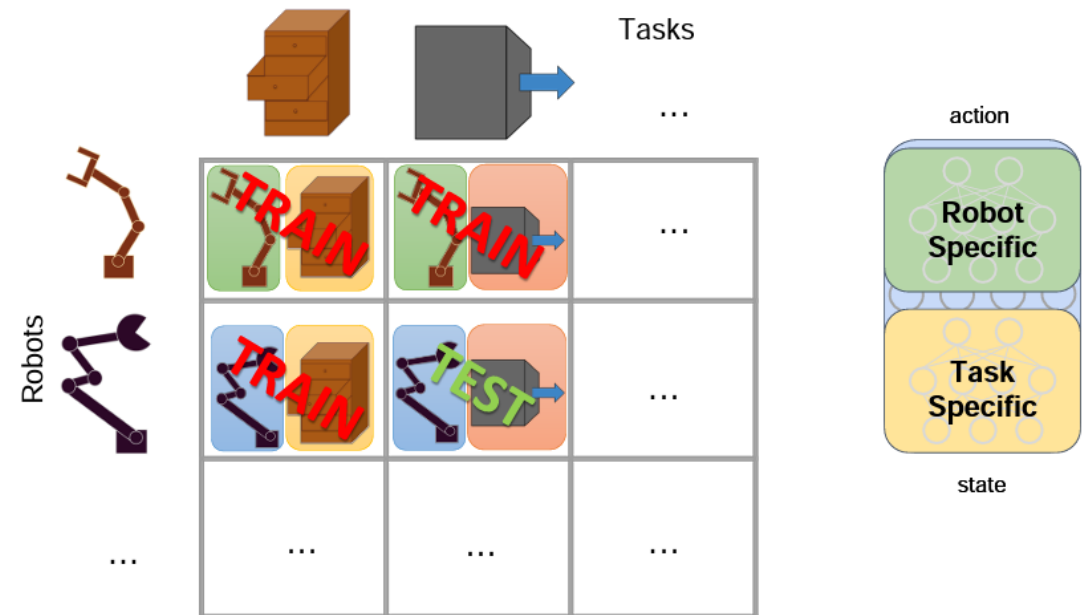 Tasks
...
action
TRAIN
TRAIN
...
Robot
Specific
Robots
TRAIN
TEST
...
Task
Specific
state
...
...
...
...